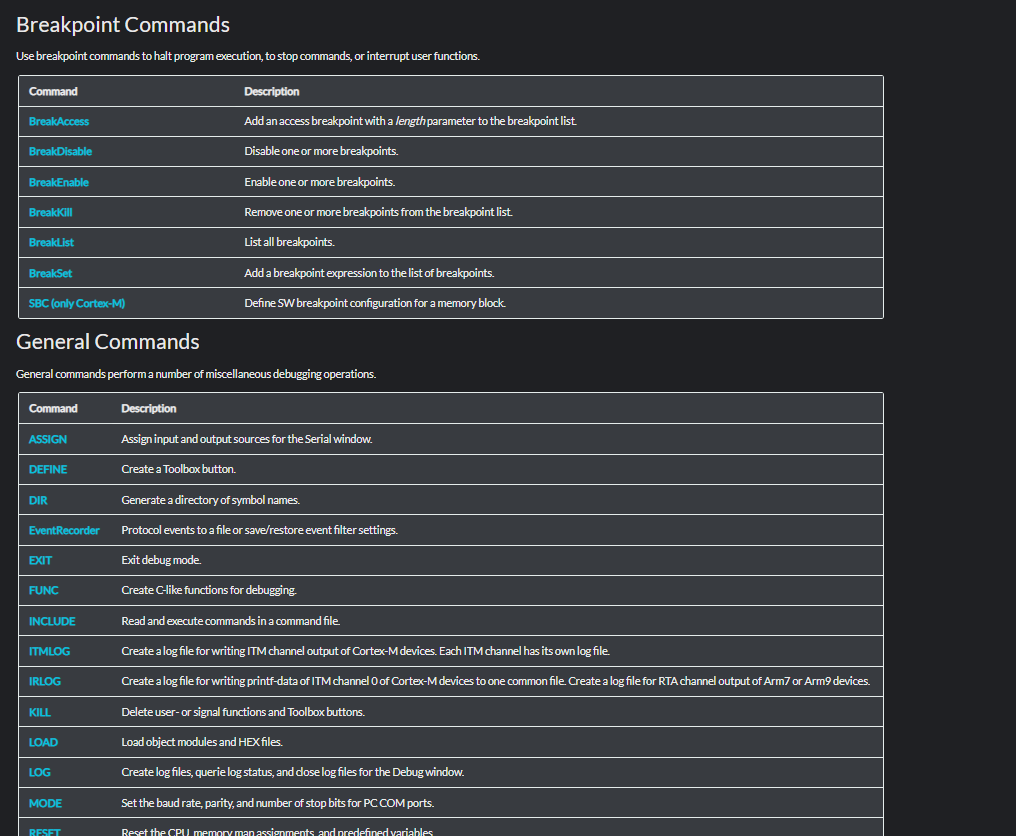 Breakpoint Commands
Use breakpoint commands to halt program execution, to stop commands, or interrupt user functions.
Command Description
BreakAccess Add an access breakpoint with a length parameter to the breakpoint list.
BreakDisable Disable one or more breakpoints.
BreakEnable Enable one or more breakpoints.
BreakKill Remove one or more breakpoints from the breakpoint list.
BreakList List all breakpoints.
BreakSet Add a breakpoint expression to the list of breakpoints.
SBC (only Cortex-M) Define SW breakpoint configuration for a memory block.
General Commands
General commands perform a number of miscellaneous debugging operations.
Command Description
ASSIGN Assign input and output sources for the Serial window.
DEFINE Create a Toolbox button.
DIR Generate a directory of symbol names.
EventRecorder Protocol events to a file or save/restore event filter settings.
EXIT Exit debug mode.
FUNC Create C-like functions for debugging.
INCLUDE Read and execute commands in a command file.
ITMLOG Create a log file for writing ITM channel output of Cortex-M devices. Each ITM channel has its own log file.
IRLOG Create a log file for writing printf-data of ITM channel 0 of Cortex-M devices to one common file. Create a log file for RTA channel output of Arm7 or Arm9 devices.
KILL Delete user- or signal functions and Toolbox buttons.
LOAD Load object modules and HEX files.
LOG Create log files, querie log status, and close log files for the Debug window.
MODE Set the baud rate, parity, and number of stop bits for PC COM ports.
RESET Reset the CPU, memory map assignments, and predefined variables.